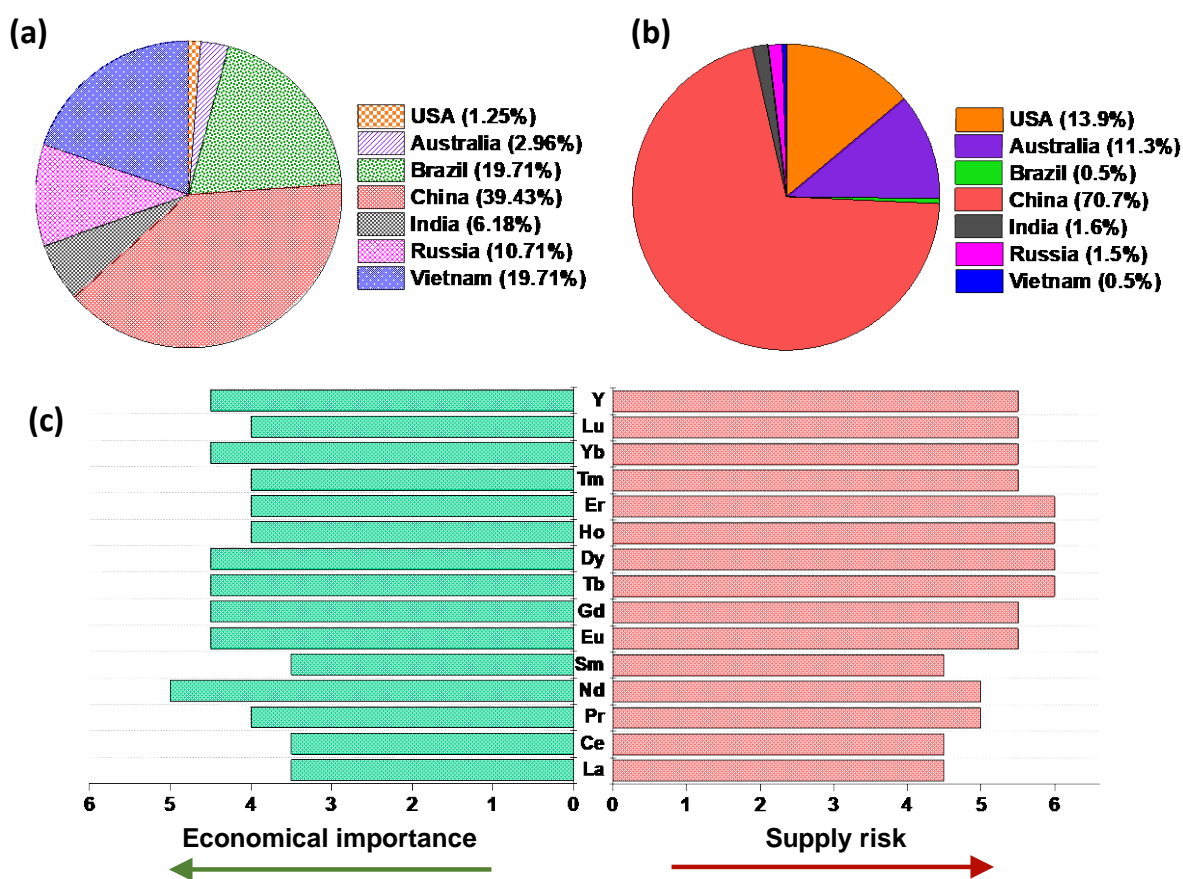 (a)
USA (1.25%)
Australia (2.96%)
Brazil (19.71%)
China (39.43%)
India (6.18%)
Russia (10.71%)
Vietnam (19.71%)
(b)
USA (13.9%)
Australia (11.3%)
Brazil (0.5%)
China (70.7%)
India (1.6%)
Russia (1.5%)
Vietnam (0.5%)
(c)
Y
Lu
Yb
Tm
Er
Ho
Dy
Tb
Gd
Eu
Sm
Nd
Pr
Ce
La
6 5 4 3 2 1 0
0 1 2 3 4 5 6
Economical importance
Supply risk